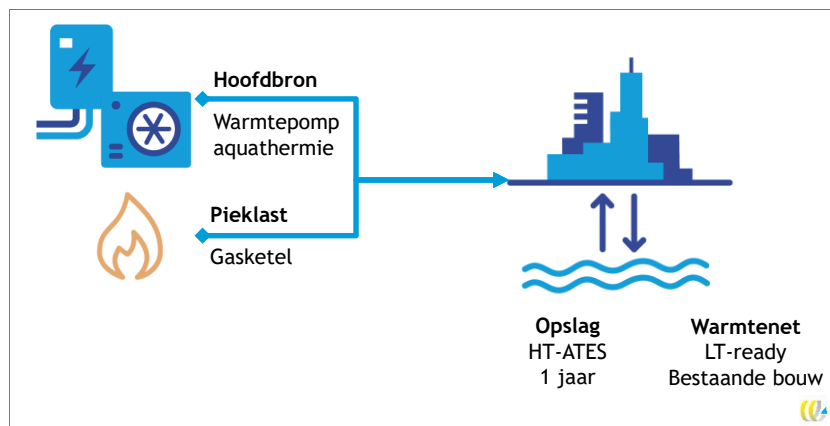 Hoofdbron
Warmtepomp
aquathermie
Pieklast
Gasketel
Opslag
HT-ATES
1 jaar
Warmtenet
LT-ready
Bestaande bouw